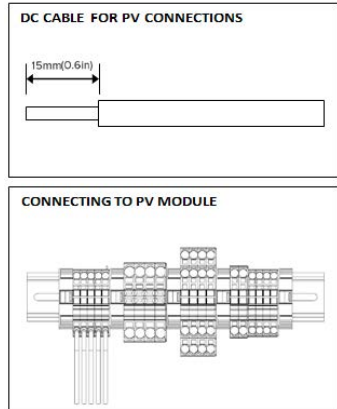 DC CABLE FOR PV CONNECTIONS
15mm(0.6in)
CONNECTING TO PV MODULE